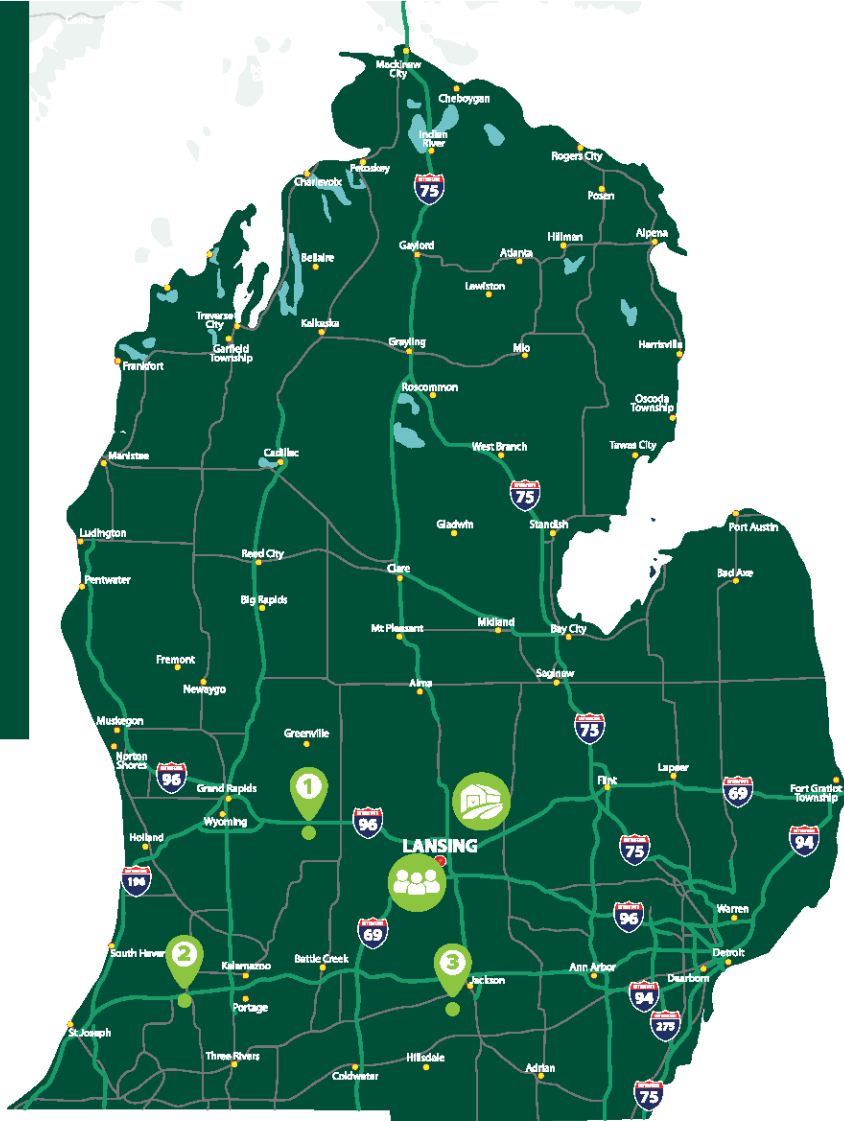 Cooks
Mackinaw
City
Cheboygan
Indian
River
Rogers City
Petoskey
Charlevoix
75
Posen
Alpena
Hillman
Gaylord
Atlanta
Bellaire
Lewiston
Traverse
City
Kalkaska
Garfield
Township
Grayling
Mio
Harrisville
Frankfort
Roscommon
Oscoda
Township
West Branch
Tawas City
Manistee
Cadillac
75
Gladwin
Standish
Port Austin
Ludington
Reed City
Clare
Bad Axe
Pentwater
Big Rapids
Mt Pleasant
Midland
Bay City
Fremont
Saginaw
Newaygo
Alma
Muskegon
Greenville
75
Norton
Shores
96
Grand Rapids
1
Flint
Lapeer
69
Fort Gratiot
Township
Wyoming
96
Holland
LANSING
75
94
196
69
96
Warren
South Haven
2
Kalamazoo
Battle Creek
3
Jackson
Ann Arbor
Detroit
Dearborn
94
Portage
275
St Joseph
Three Rivers
Coldwater
Hillsdale
Adrian
75